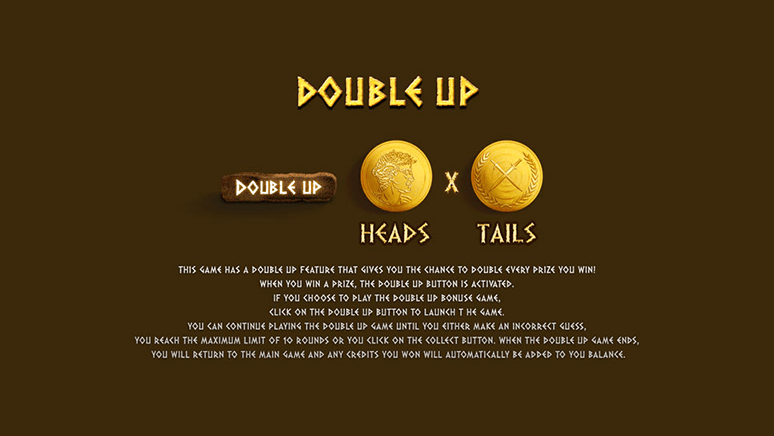 DOUBLE UP
DOUBLE UP
X
HEADS
TAILS
THIS GAME HAS A DOUBLE UP FEATURE THAT GIVES YOU THE CHANCE TO DOUBLE EVERY PRIZE YOU WIN!
WHEN YOU WIN A PRIZE, THE DOUBLE UP BUTTON IS ACTIVATED.
IF YOU CHOOSE TO PLAY THE DOUBLE UP BONUSE GAME,
CLICK ON THE DOUBLE UP BUTTON TO LAUNCH T HE GAME.
YOU CAN CONTINUE PLAYING THE DOUBLE UP GAME UNTIL YOU EITHER MAKE AN INCORRECT GUESS,
YOU REACH THE MAXIMUM LIMIT OF 10 ROUNDS OR YOU CLICK ON THE COLLECT BUTTON. WHEN THE DOUBLE UP GAME ENDS,
YOU WILL RETURN TO THE MAIN GAME AND ANY CREDITS YOU WON WILL AUTOMATICALLY BE ADDED TO YOU BALANCE.